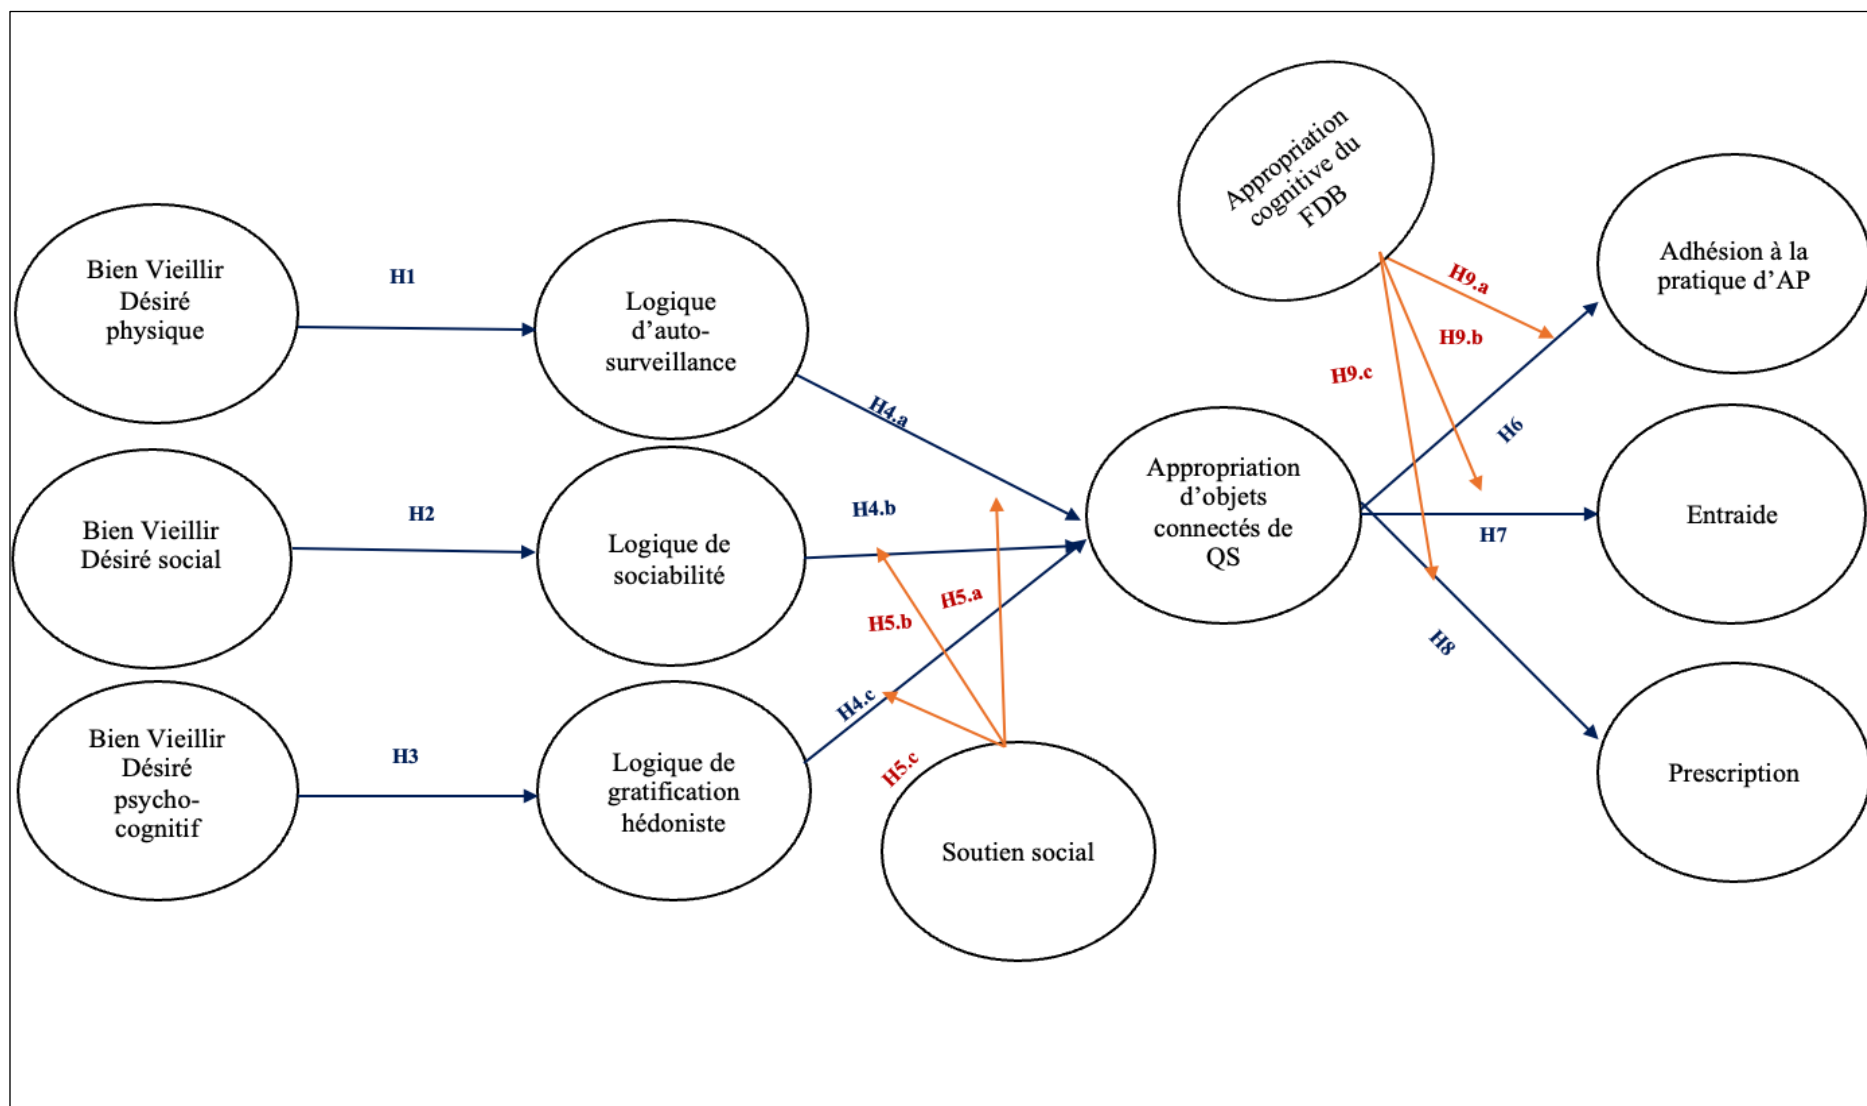 Bien Vieillir
Désiré
physique
H1
Logique
d’auto-
surveillance
H4.a
Bien Vieillir
Désiré social
H2
Logique de
sociabilité
H4.b
Bien Vieillir
Désiré
psycho-
cognitif
H3
Logique de
gratification
hédoniste
H4.c
H5.a
H5.b
H5.c
Soutien social
Appropriation
d’objets
connectés de
QS
Appropriation
cognitive du
FDB
H9.a
H9.b
H9.c
H6
H7
H8
Adhésion à la
pratique d’AP
Entraide
Prescription